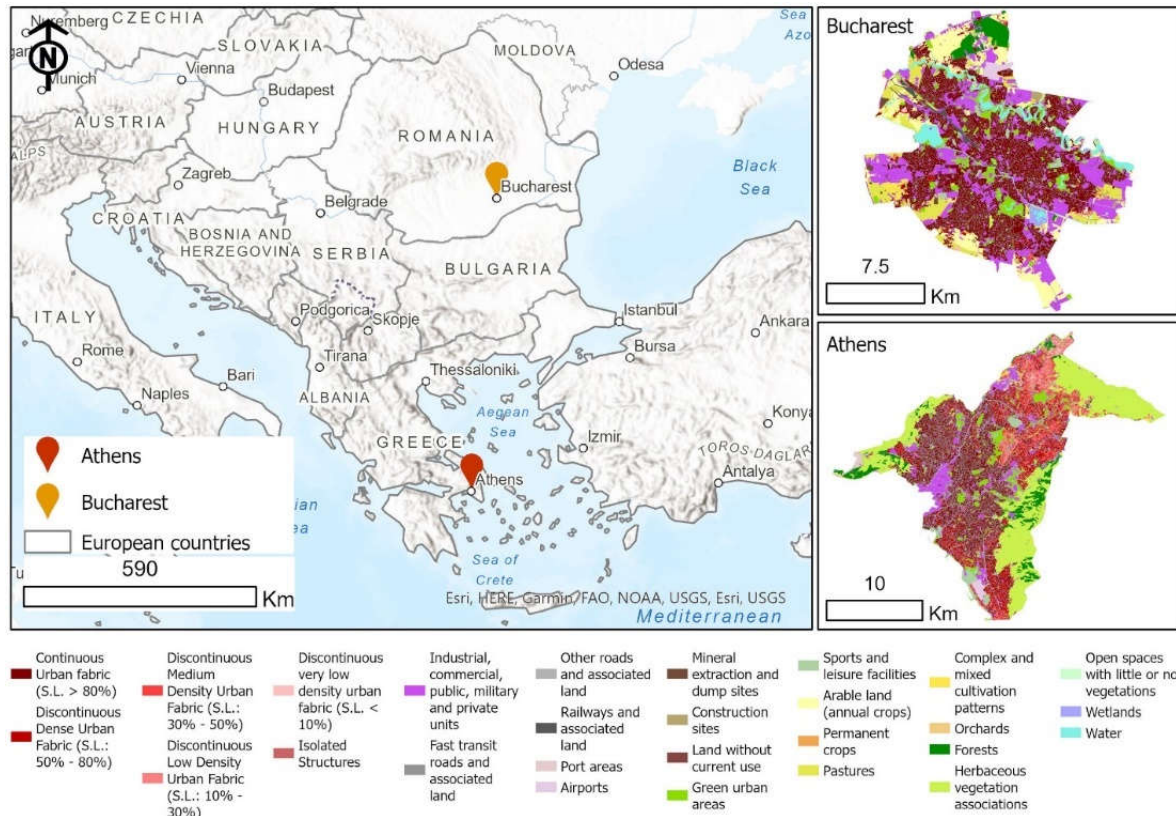 Nuremberg
CZECHIA
SLOVAKIA
MOLDOVA
Sea
Azo
N
Munich
Vienna
Odesa
AUSTRIA
Budapest
HUNGARY
ROMANIA
ALPS
Zagreb
Bucharest
Black
Sea
CROATIA
Belgrade
BOSNIA AND
HERZEGOVINA
SERBIA
BULGARIA
ITALY
Podgorica
Skopje
Istanbul
Ankara
Rome
Tirana
Bursa
Bari
Thessaloniki
Naples
ALBANIA
Aegean
Sea
Konya
GREECE
Izmir
TOROS DAGLAR
Athens
Antalya
Sea of
Crete
Esri, HERE, Garmin, FAO, NOAA, USGS, Esri, USGS
Mediterranean
Athens
Bucharest
European countries
590
Km
Bucharest
7.5
Km
Athens
10
Km
Continuous
Urban fabric
(S.L. > 80%)
Discontinuous
Dense Urban
Fabric (S.L.:
50% - 80%)
Discontinuous
Medium
Density Urban
Fabric (S.L.:
30% - 50%)
Discontinuous
Low Density
Urban Fabric
(S.L.: 10% -
30%)
Discontinuous
very low
density urban
fabric (S.L. <
10%)
Isolated
Structures
Industrial,
commercial,
public, military
and private
units
Fast transit
roads and
associated
land
Other roads
and associated
land
Railways and
associated
land
Port areas
Airports
Mineral
extraction and
dump sites
Construction
sites
Land without
current use
Green urban
areas
Sports and
leisure facilities
Arable land
(annual crops)
Permanent
crops
Pastures
Complex and
mixed
cultivation
patterns
Orchards
Forests
Herbaceous
vegetation
associations
Open spaces
with little or no
vegetations
Wetlands
Water